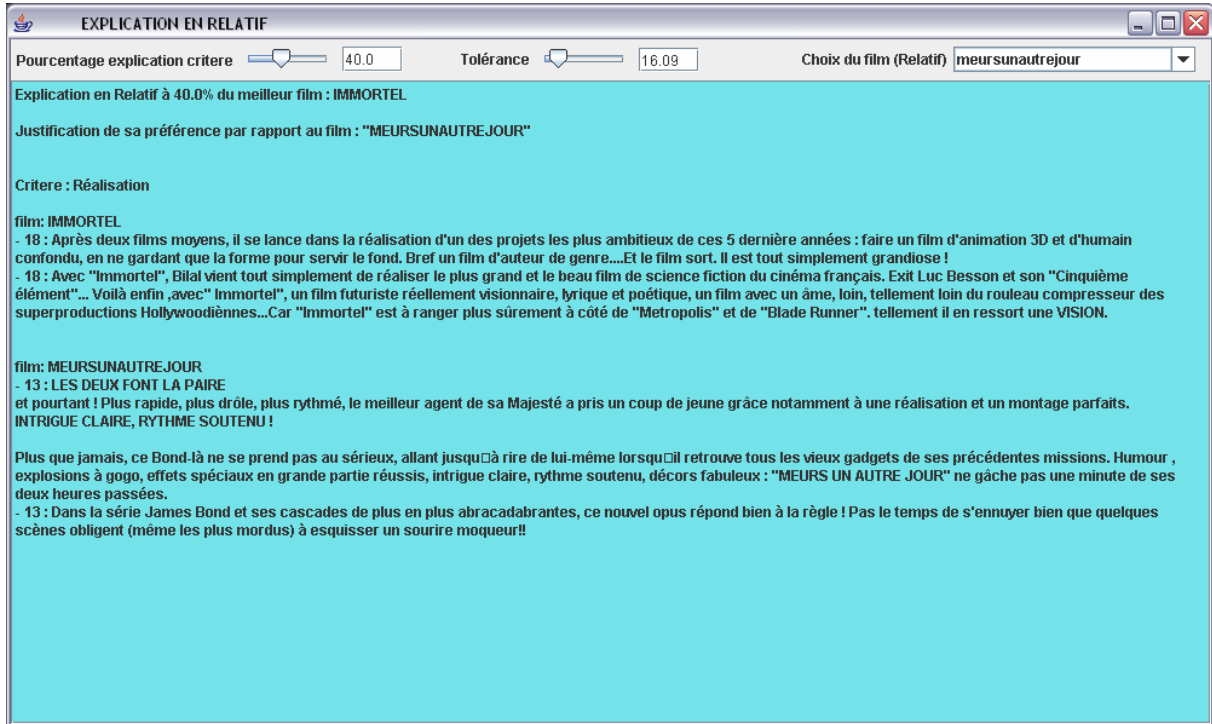 EXPLICATION EN RELATIF
Pourcentage explication critere 40.0 Tolérance 16.09 Choix du film (Relatif) meursunautrejour
Explication en Relatif à 40.0% du meilleur film : IMMORTEL
Justification de sa préférence par rapport au film : "MEURSUNAUTREJOUR"
Critere : Réalisation
film: IMMORTEL
- 18 : Après deux films moyens, il se lance dans la réalisation d'un des projets les plus ambitieux de ces 5 dernière années : faire un film d'animation 3D et d'humain
confondu, en ne gardant que la forme pour servir le fond. Bref un film d'auteur de genre....Et le film sort. Il est tout simplement grandiose !
- 18 : Avec "Immortel", Bilal vient tout simplement de réaliser le plus grand et le beau film de science fiction du cinéma français. Exit Luc Besson et son "Cinquième
élément"... Voilà enfin ,avec" Immortel", un film futuriste réellement visionnaire, lyrique et poétique, un film avec un âme, loin, tellement loin du rouleau compresseur des
superproductions Hollywoodiènnes...Car "Immortel" est à ranger plus sûrement à côté de "Metropolis" et de "Blade Runner". tellement il en ressort une VISION.
film: MEURSUNAUTREJOUR
- 13 : LES DEUX FONT LA PAIRE
et pourtant ! Plus rapide, plus drôle, plus rythmé, le meilleur agent de sa Majesté a pris un coup de jeune grâce notamment à une réalisation et un montage parfaits.
INTRIGUE CLAIRE, RYTHME SOUTENU !
Plus que jamais, ce Bond-là ne se prend pas au sérieux, allant jusqu□à rire de lui-même lorsqu□il retrouve tous les vieux gadgets de ses précédentes missions. Humour ,
explosions à gogo, effets spéciaux en grande partie réussis, intrigue claire, rythme soutenu, décors fabuleux : "MEURS UN AUTRE JOUR" ne gâche pas une minute de ses
deux heures passées.
- 13 : Dans la série James Bond et ses cascades de plus en plus abracadabrantes, ce nouvel opus répond bien à la règle ! Pas le temps de s'ennuyer bien que quelques
scènes obligent (même les plus mordus) à esquisser un sourire moqueur!!